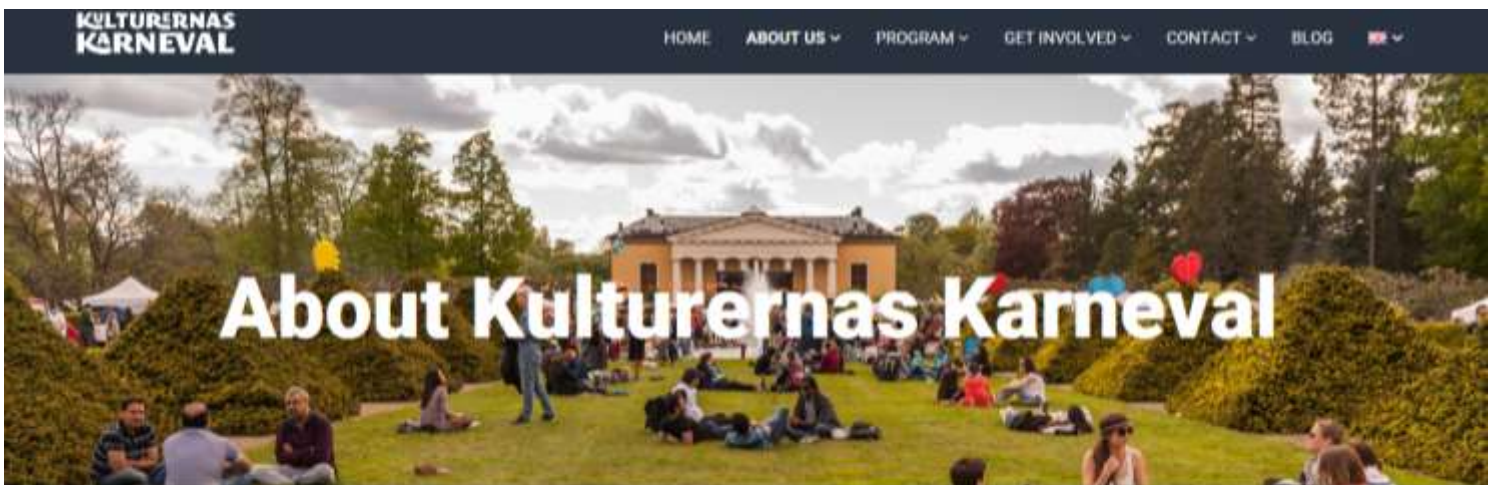 KULTURERNAS
KARNEVAL
HOME ABOUT US PROGRAM GET INVOLVED CONTACT BLOG
About Kulturernas Karneval